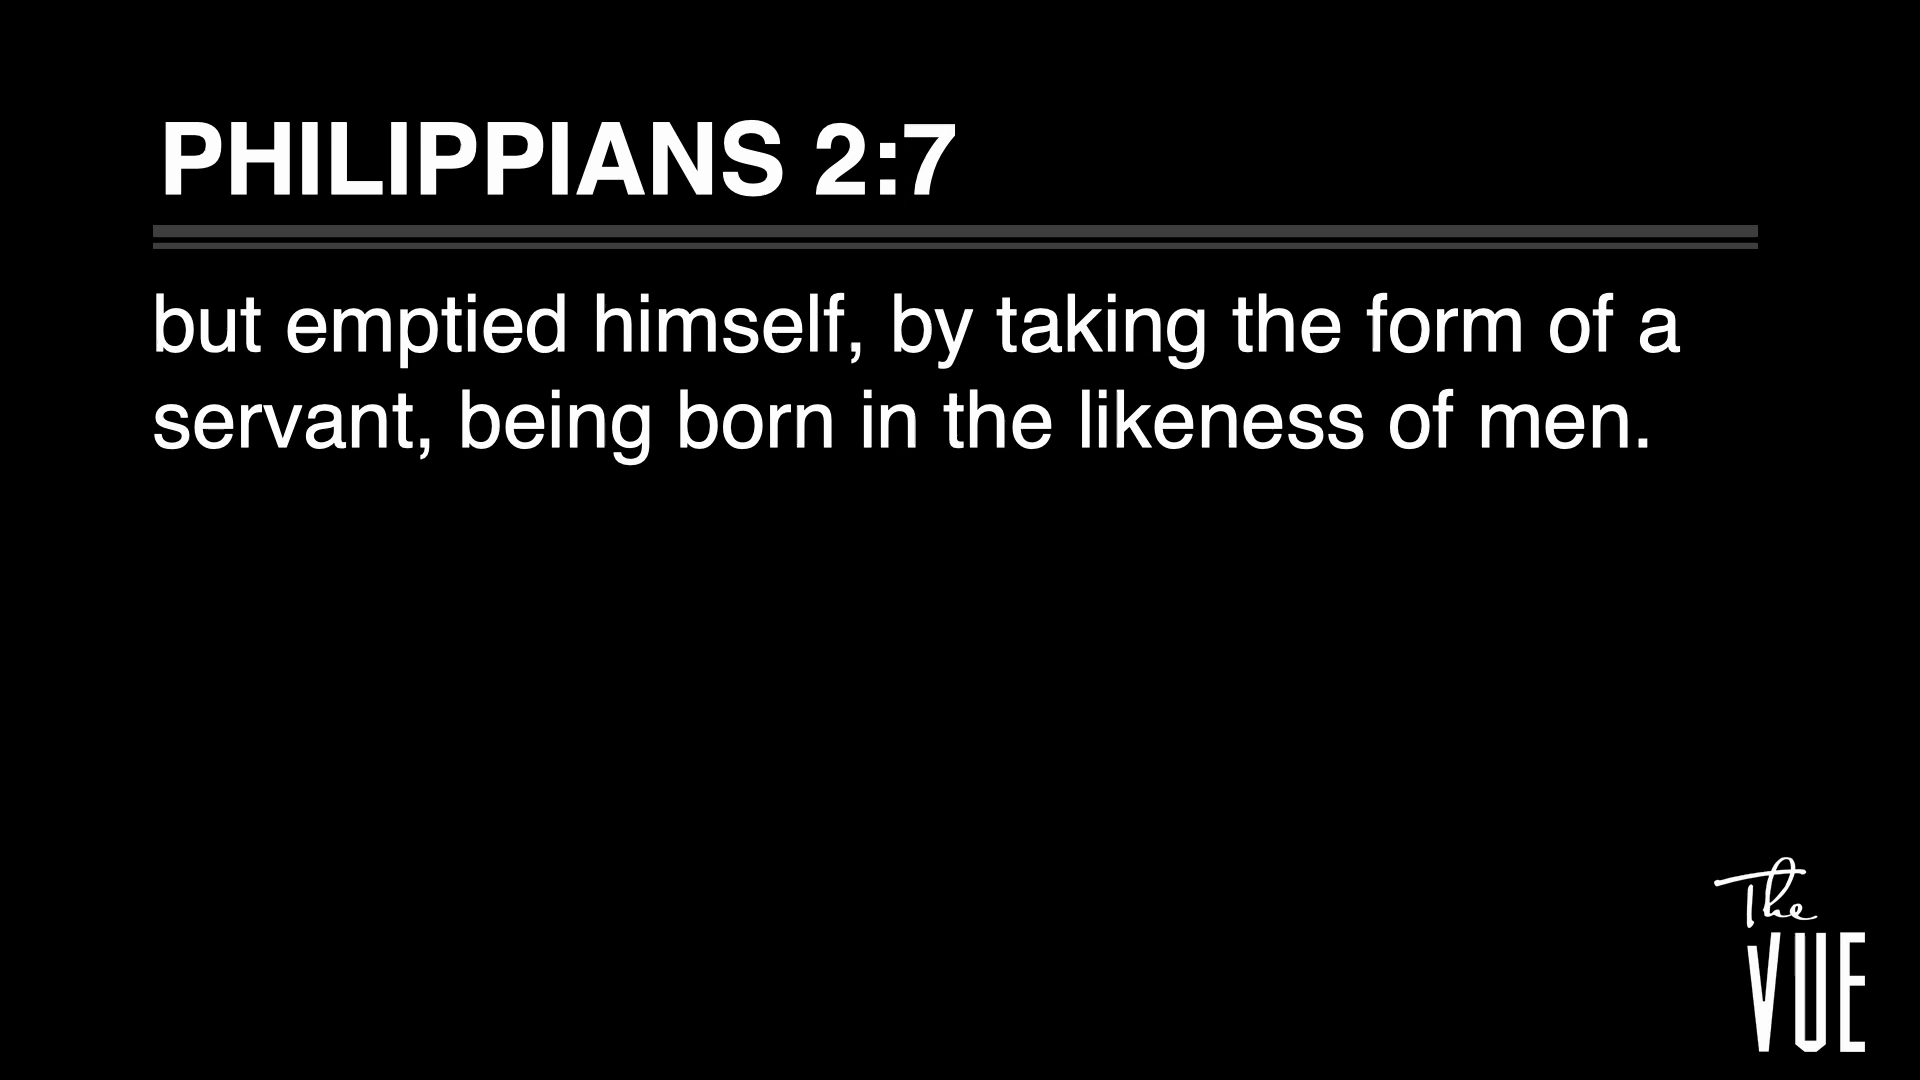 PHILIPPIANS 2:7
but emptied himself, by taking the form of a
servant, being born in the likeness of men.
The
VUE